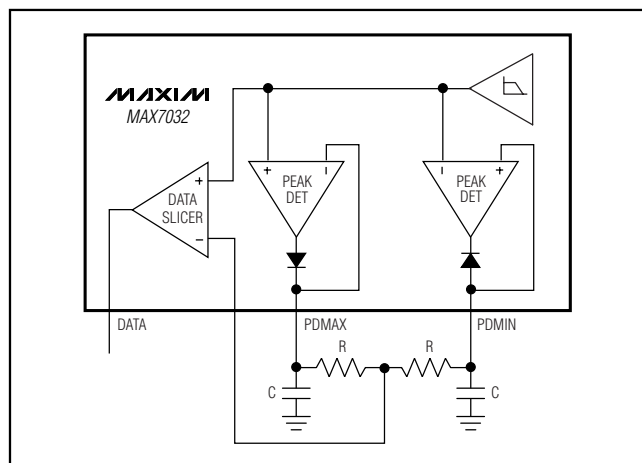 MAXIM
MAX7032
+
-
+
-
-
+
PEAK
DET
PEAK
DET
DATA
SLICER
DATA
PDMAX
PDMIN
R
R
C
C